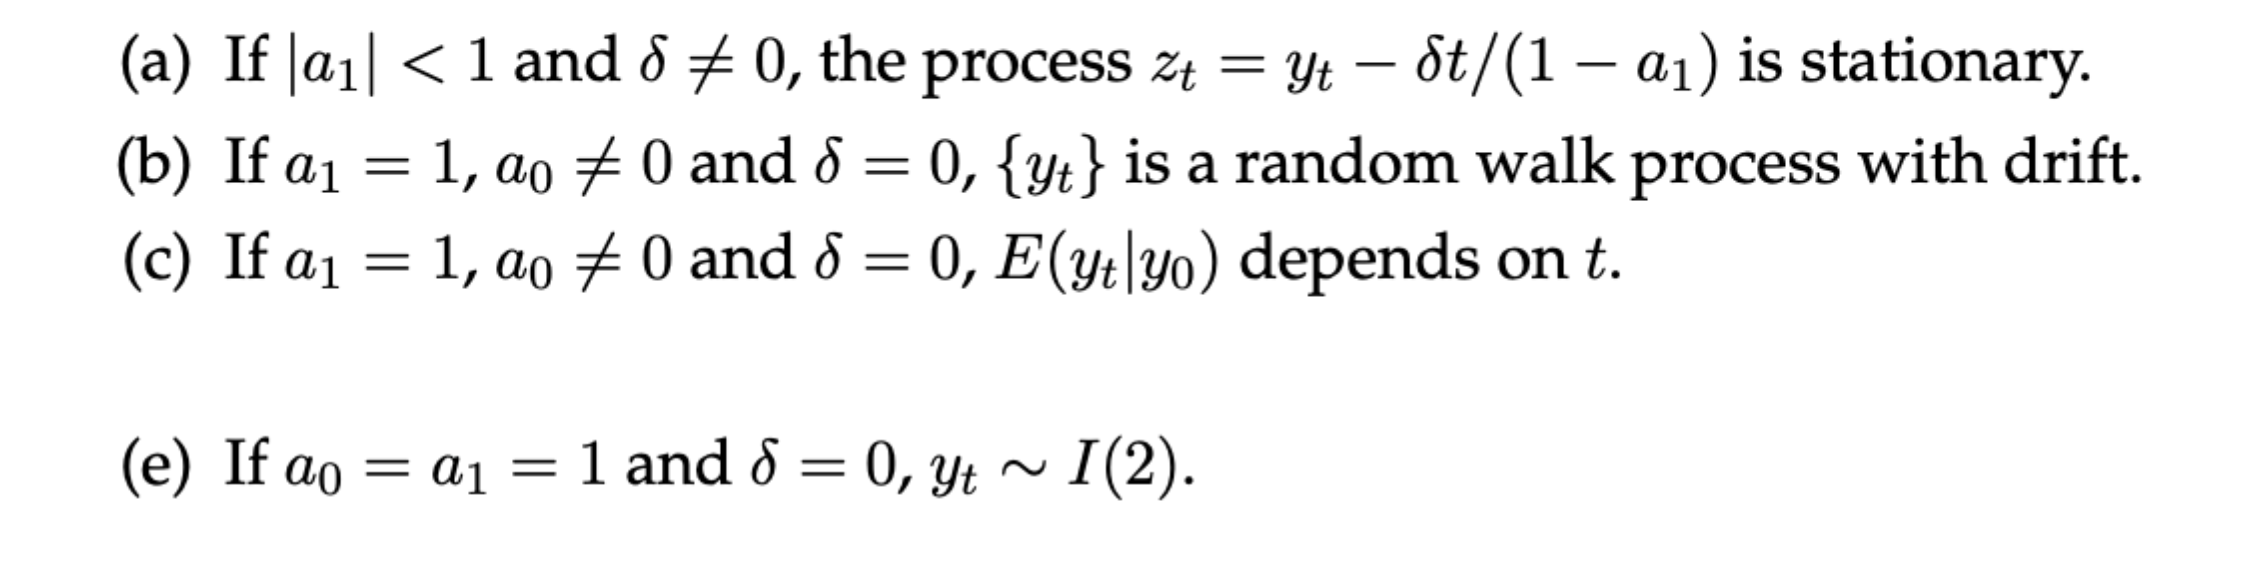 (a) If |a₁| < 1 and δ ≠ 0, the process zₜ = yₜ − δt/(1 − a₁) is stationary.
(b) If a₁ = 1, a₀ ≠ 0 and δ = 0, {yₜ} is a random walk process with drift.
(c) If a₁ = 1, a₀ ≠ 0 and δ = 0, E(yₜ|y₀) depends on t.
(e) If a₀ = a₁ = 1 and δ = 0, yₜ ∼ I(2).